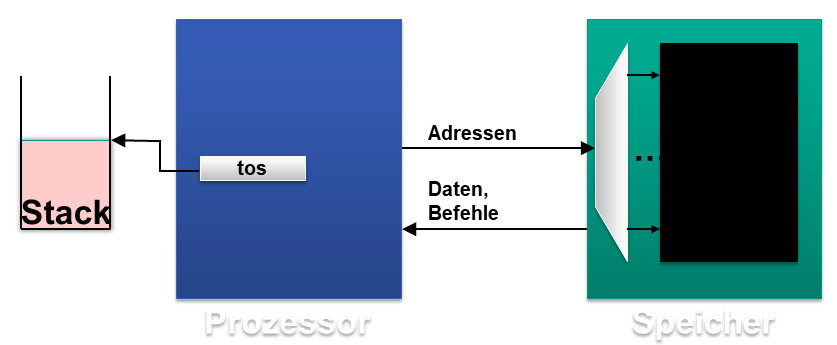 Adressen
tos
...
Daten,
Befehle
Stack
Prozessor
Speicher